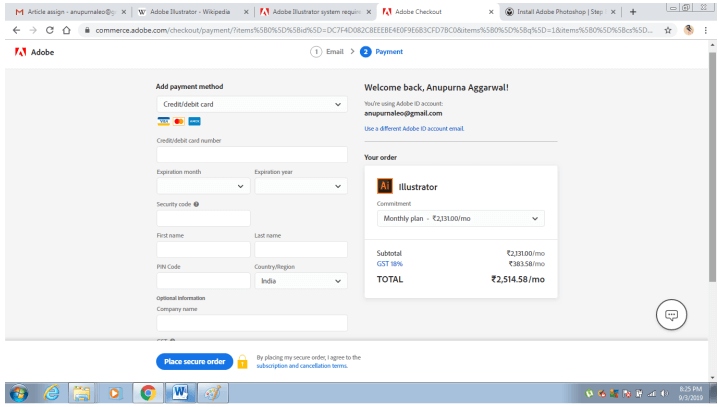 Article assign - anupurnaleo@g
W Adobe Illustrator - Wikipedia
Adobe Illustrator system require
Adobe Checkout
Install Adobe Photoshop | Step
commerce.adobe.com/checkout/payment/?items%5B0%5D%5Bid%5D=DC7F4D082C8EEEBE4E0F9E6B3CFD7BC0&items%5B0%5D%5Bq%5D=1&items%5B0%5D%5Bcs%5D...
Adobe
1 Email > 2 Payment
Add payment method
Credit/debit card
VISA
Credit/debit card number
Expiration month Expiration year
Security code
First name Last name
PIN Code Country/Region
India
Optional Information
Company name
GST
Welcome back, Anupurna Aggarwal!
You're using Adobe ID account:
anupurnaleo@gmail.com
Use a different Adobe ID account email
Your order
Ai Illustrator
Commitment
Monthly plan - ₹2,131.00/mo
Subtotal ₹2,131.00/mo
GST 18% ₹383.58/mo
TOTAL ₹2,514.58/mo
Place secure order
By placing my secure order, I agree to the
subscription and cancellation terms.
8:25 PM
9/3/2019